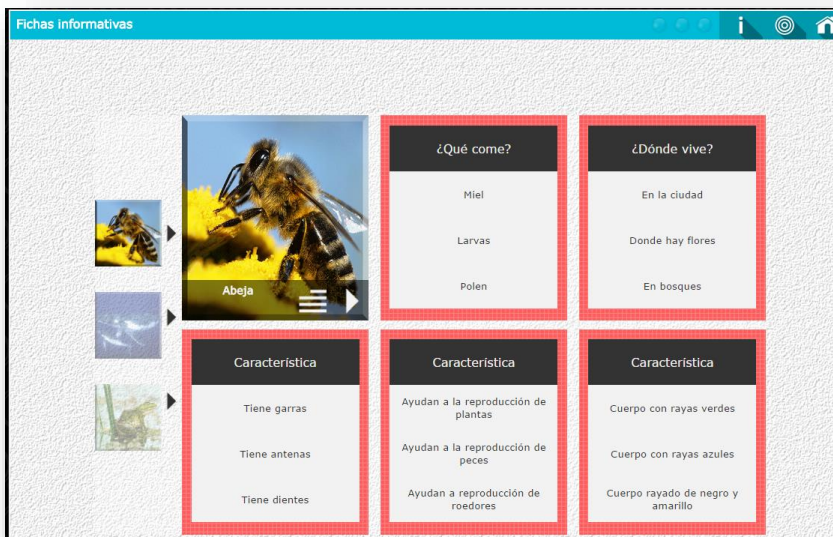 Fichas informativas
Abeja
¿Qué come?
Miel
Larvas
Polen
¿Dónde vive?
En la ciudad
Donde hay flores
En bosques
Característica
Tiene garras
Tiene antenas
Tiene dientes
Característica
Ayudan a la reproducción de
plantas
Ayudan a la reproducción de
peces
Ayudan a reproducción de
roedores
Característica
Cuerpo con rayas verdes
Cuerpo con rayas azules
Cuerpo rayado de negro y
amarillo